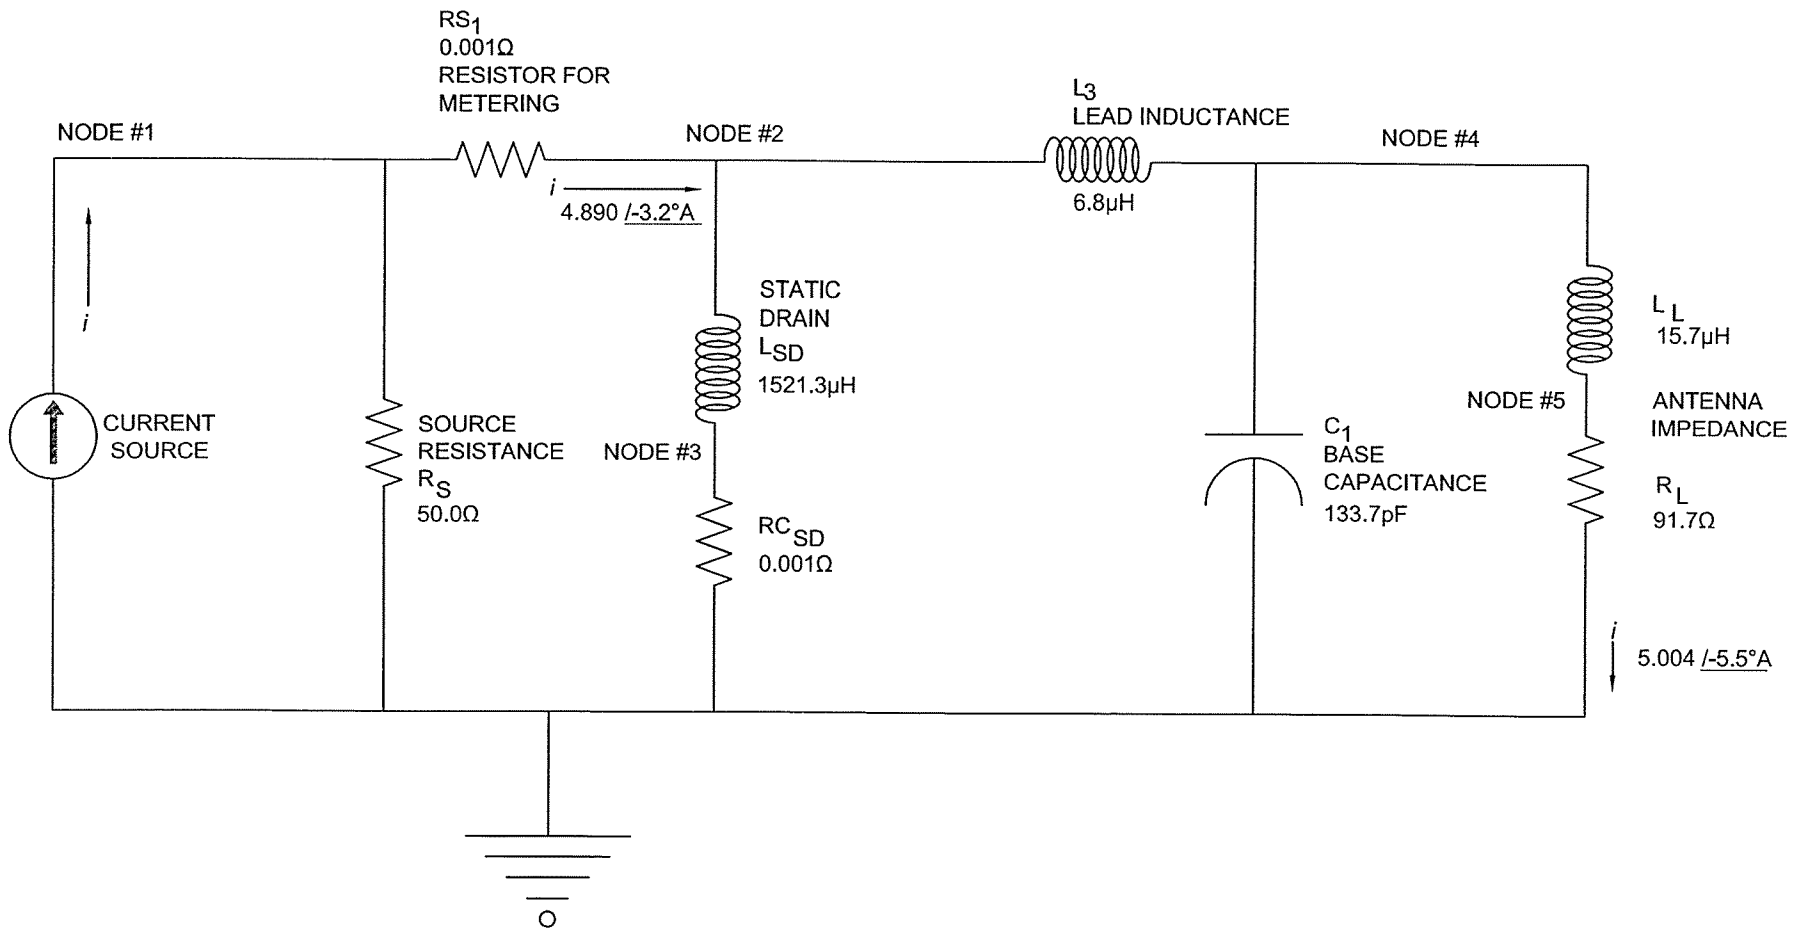 RS1
0.001Ω
RESISTOR FOR
METERING
NODE #1
NODE #2
L3
LEAD INDUCTANCE
NODE #4
i
4.890 /-3.2°A
6.8µH
i
STATIC
DRAIN
LSD
1521.3µH
LL
15.7µH
CURRENT
SOURCE
SOURCE
RESISTANCE
RS
50.0Ω
NODE #3
RCSD
0.001Ω
C1
BASE
CAPACITANCE
133.7pF
NODE #5
ANTENNA
IMPEDANCE
RL
91.7Ω
i
5.004 /-5.5°A